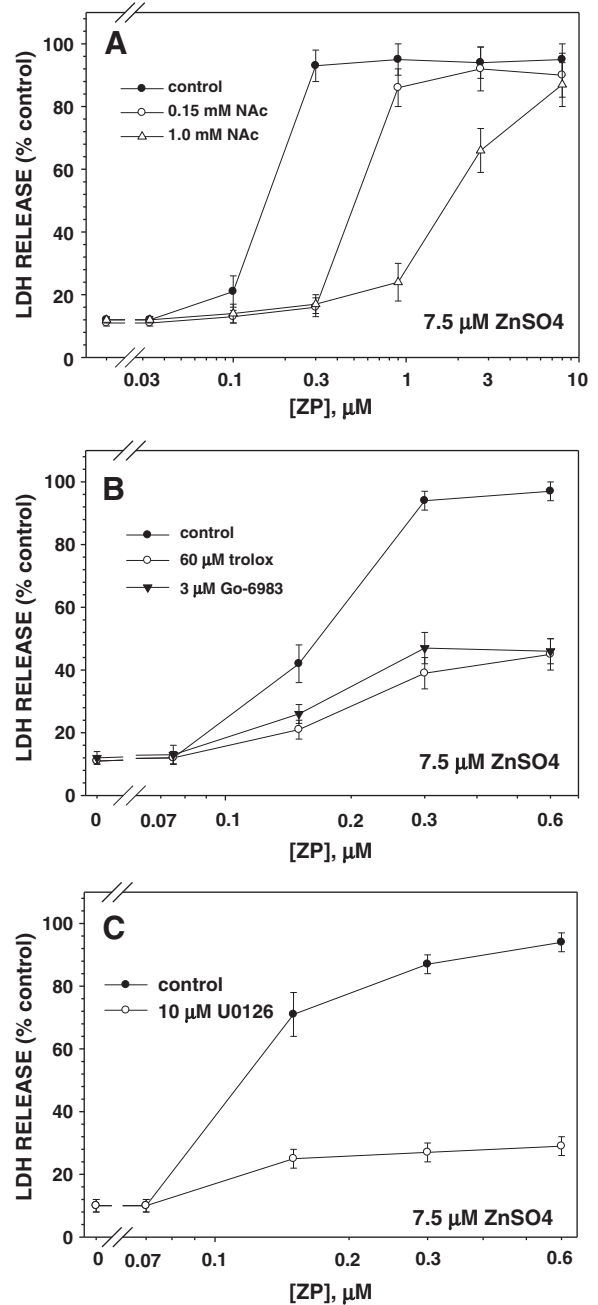 A
LDH RELEASE (% control)
100
80
60
40
20
0
control
0.15 mM NAc
1.0 mM NAc
7.5 µM ZnSO4
0.03 0.1 0.3 1 3 10
[ZP], µM
B
LDH RELEASE (% control)
100
80
60
40
20
0
control
60 µM trolox
3 µM Go-6983
7.5 µM ZnSO4
0 0.07 0.1 0.2 0.3 0.6
[ZP], µM
C
LDH RELEASE (% control)
100
80
60
40
20
0
control
10 µM U0126
7.5 µM ZnSO4
0 0.07 0.1 0.2 0.3 0.6
[ZP], µM